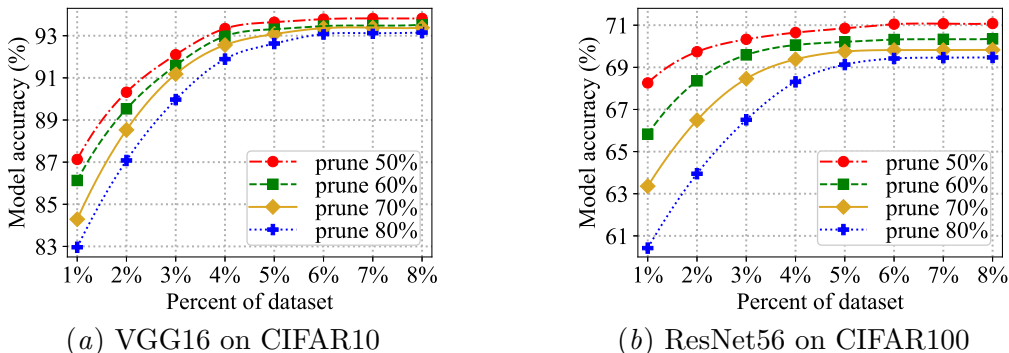 Model accuracy (%)
93
91
89
87
85
83
prune 50%
prune 60%
prune 70%
prune 80%
1% 2% 3% 4% 5% 6% 7% 8%
Percent of dataset
(a) VGG16 on CIFAR10
Model accuracy (%)
71
69
67
65
63
61
prune 50%
prune 60%
prune 70%
prune 80%
1% 2% 3% 4% 5% 6% 7% 8%
Percent of dataset
(b) ResNet56 on CIFAR100